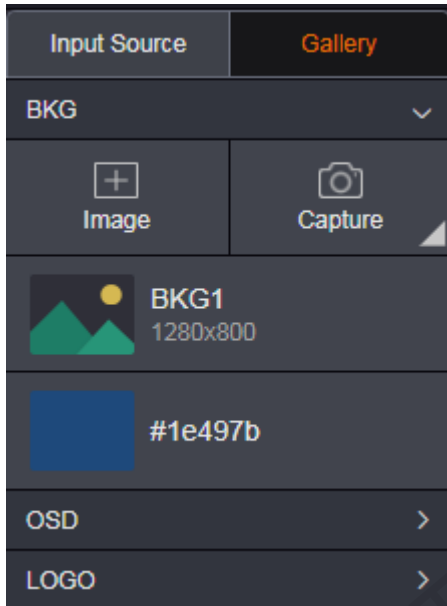 Input Source
Gallery
BKG
Image
Capture
BKG1
1280x800
#1e497b
OSD
LOGO